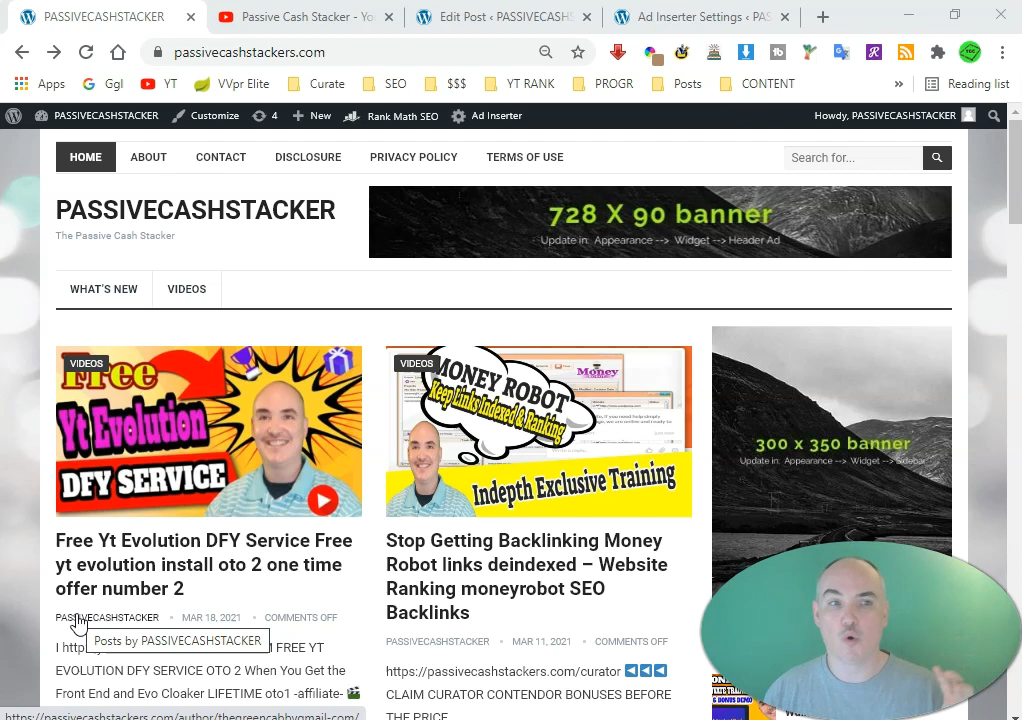 PASSIVECASHSTACKER
Passive Cash Stacker - Yo
Edit Post ‹ PASSIVECASHS
Ad Inserter Settings ‹ PAS
passivecashstackers.com
Apps
Ggl
YT
VVpr Elite
Curate
SEO
$$$
YT RANK
PROGR
Posts
CONTENT
»
Reading list
PASSIVECASHSTACKER
Customize
4
New
Rank Math SEO
Ad Inserter
Howdy, PASSIVECASHSTACKER
HOME
ABOUT
CONTACT
DISCLOSURE
PRIVACY POLICY
TERMS OF USE
Search for...
PASSIVECASHSTACKER
The Passive Cash Stacker
728 X 90 banner
Update in: Appearance --> Widget --> Header Ad
WHAT'S NEW
VIDEOS
VIDEOS
Free
Yt Evolution
DFY SERVICE
VIDEOS
MONEY ROBOT
Keep Links Indexed & Ranking
Money
Indepth Exclusive Training
300 x 350 banner
Update in: Appearance --> Widget --> Sidebar
Free Yt Evolution DFY Service Free
yt evolution install oto 2 one time
offer number 2
PASSIVECASHSTACKER • MAR 18, 2021 • COMMENTS OFF
Posts by PASSIVECASHSTACKER
I http
M FREE YT
EVOLUTION DFY SERVICE OTO 2 When You Get the
Front End and Evo Cloaker LIFETIME oto1 -affiliate-
Stop Getting Backlinking Money
Robot links deindexed – Website
Ranking moneyrobot SEO
Backlinks
PASSIVECASHSTACKER • MAR 11, 2021 • COMMENTS OFF
https://passivecashstackers.com/curator
CLAIM CURATOR CONTENDOR BONUSES BEFORE
THE PRICE
https://passivecashstackers.com/author/thegreencabbygmail-com/